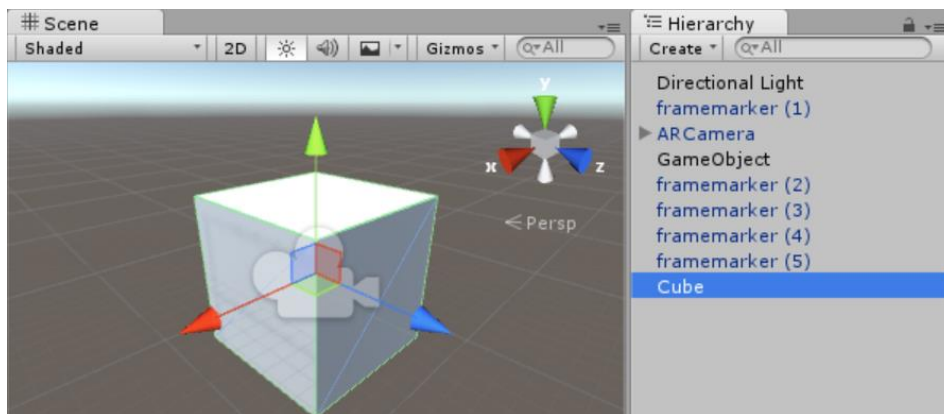 Scene
Shaded 2D Gizmos All
y
x z
Persp
Hierarchy
Create All
Directional Light
framemarker (1)
ARCamera
GameObject
framemarker (2)
framemarker (3)
framemarker (4)
framemarker (5)
Cube